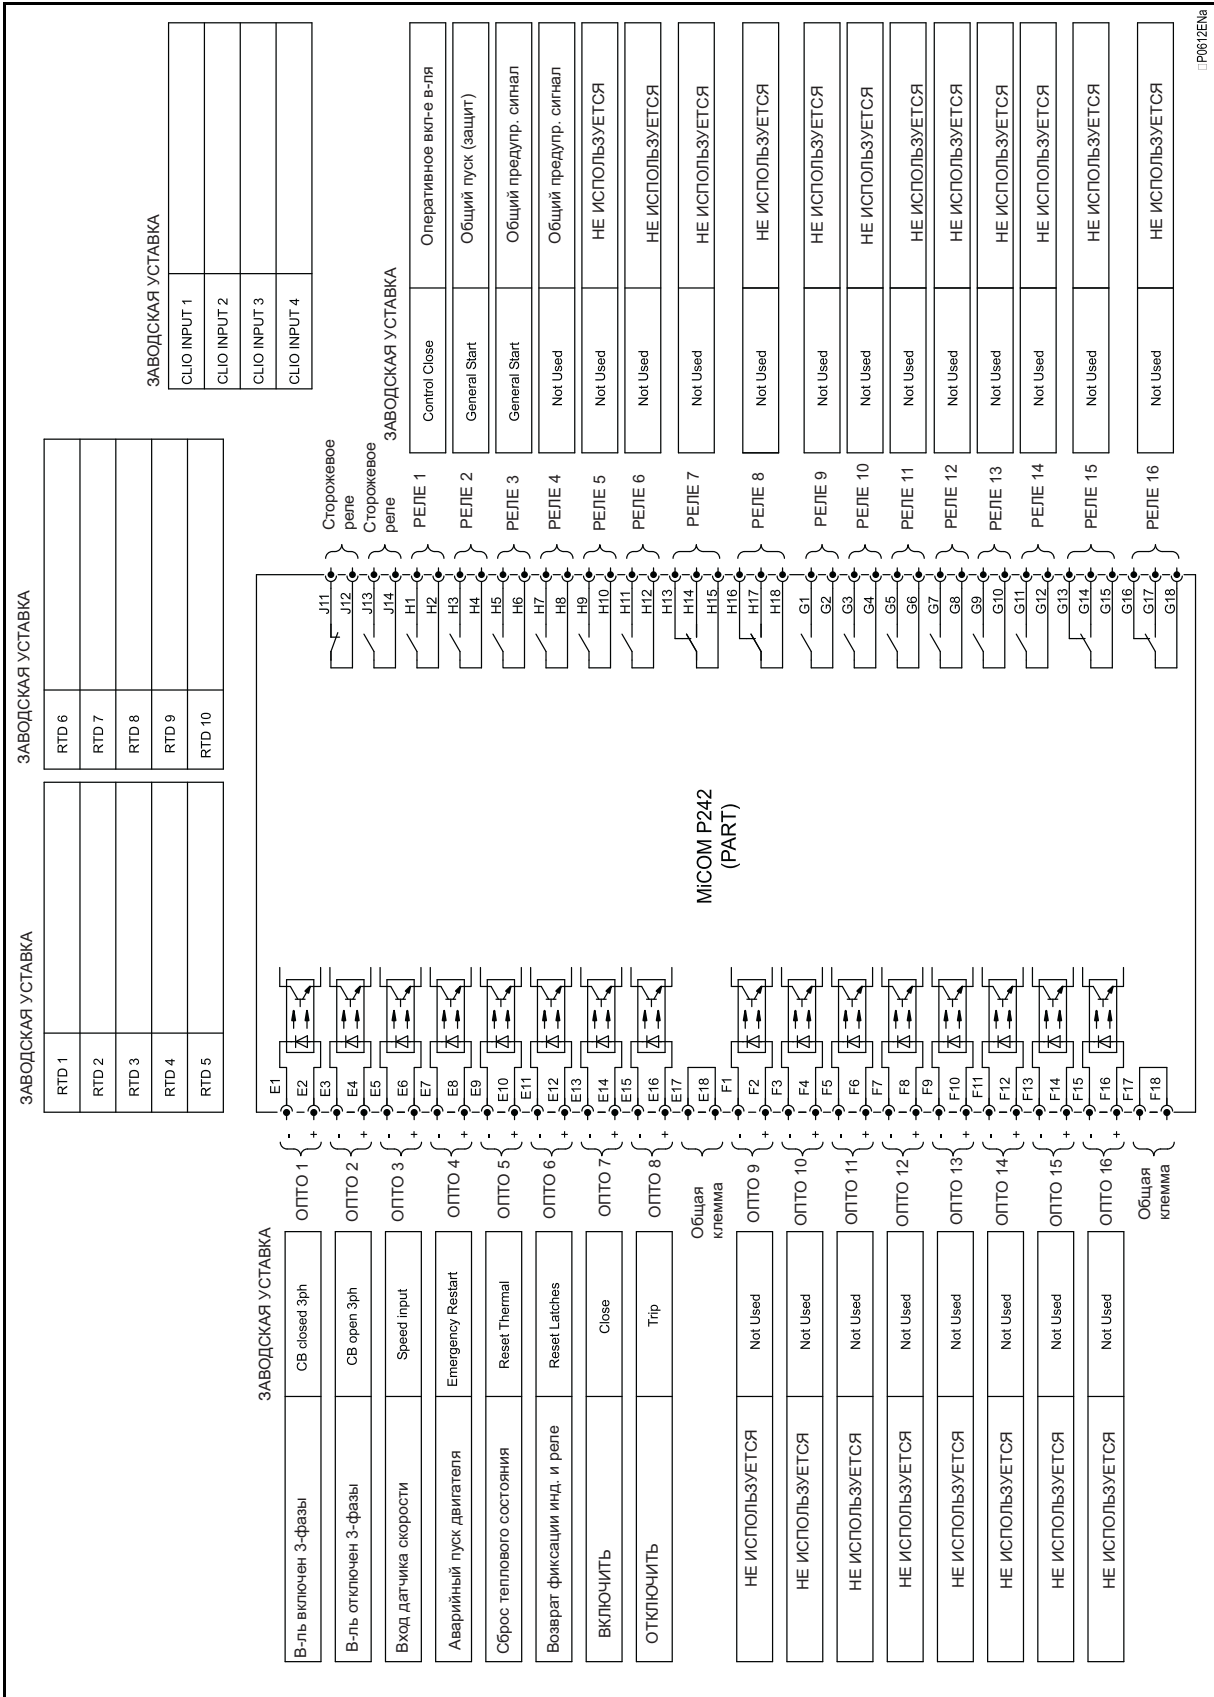 ЗАВОДСКАЯ УСТАВКА
RTD 1
RTD 2
RTD 3
RTD 4
RTD 5
ЗАВОДСКАЯ УСТАВКА
RTD 6
RTD 7
RTD 8
RTD 9
RTD 10
ЗАВОДСКАЯ УСТАВКА
CLIO INPUT 1
CLIO INPUT 2
CLIO INPUT 3
CLIO INPUT 4
ЗАВОДСКАЯ УСТАВКА
В-ль включен 3-фазы CB closed 3ph ОПТО 1 - + E1 E2
В-ль отключен 3-фазы CB open 3ph ОПТО 2 - + E3 E4
Вход датчика скорости Speed input ОПТО 3 - + E5 E6
Аварийный пуск двигателя Emergency Restart ОПТО 4 - + E7 E8
Сброс теплового состояния Reset Thermal ОПТО 5 - + E9 E10
Возврат фиксации инд. и реле Reset Latches ОПТО 6 - + E11 E12
ВКЛЮЧИТЬ Close ОПТО 7 - + E13 E14
ОТКЛЮЧИТЬ Trip ОПТО 8 - + E15 E16
Общая
клемма
E17 E18
НЕ ИСПОЛЬЗУЕТСЯ Not Used ОПТО 9 - + F1 F2
НЕ ИСПОЛЬЗУЕТСЯ Not Used ОПТО 10 - + F3 F4
НЕ ИСПОЛЬЗУЕТСЯ Not Used ОПТО 11 - + F5 F6
НЕ ИСПОЛЬЗУЕТСЯ Not Used ОПТО 12 - + F7 F8
НЕ ИСПОЛЬЗУЕТСЯ Not Used ОПТО 13 - + F9 F10
НЕ ИСПОЛЬЗУЕТСЯ Not Used ОПТО 14 - + F11 F12
НЕ ИСПОЛЬЗУЕТСЯ Not Used ОПТО 15 - + F13 F14
НЕ ИСПОЛЬЗУЕТСЯ Not Used ОПТО 16 - + F15 F16
Общая
клемма
F17 F18
MiCOM P242
(PART)
J11 J12 Сторожевое
реле
J13 J14 Сторожевое
реле
ЗАВОДСКАЯ УСТАВКА
H1 H2 РЕЛЕ 1 Control Close Оперативное вкл-е в-ля
H3 H4 РЕЛЕ 2 General Start Общий пуск (защит)
H5 H6 РЕЛЕ 3 General Start Общий предупр. сигнал
H7 H8 РЕЛЕ 4 Not Used Общий предупр. сигнал
H9 H10 РЕЛЕ 5 Not Used НЕ ИСПОЛЬЗУЕТСЯ
H11 H12 РЕЛЕ 6 Not Used НЕ ИСПОЛЬЗУЕТСЯ
H13 H14 H15 РЕЛЕ 7 Not Used НЕ ИСПОЛЬЗУЕТСЯ
H16 H17 H18 РЕЛЕ 8 Not Used НЕ ИСПОЛЬЗУЕТСЯ
G1 G2 РЕЛЕ 9 Not Used НЕ ИСПОЛЬЗУЕТСЯ
G3 G4 РЕЛЕ 10 Not Used НЕ ИСПОЛЬЗУЕТСЯ
G5 G6 РЕЛЕ 11 Not Used НЕ ИСПОЛЬЗУЕТСЯ
G7 G8 РЕЛЕ 12 Not Used НЕ ИСПОЛЬЗУЕТСЯ
G9 G10 РЕЛЕ 13 Not Used НЕ ИСПОЛЬЗУЕТСЯ
G11 G12 РЕЛЕ 14 Not Used НЕ ИСПОЛЬЗУЕТСЯ
G13 G14 G15 РЕЛЕ 15 Not Used НЕ ИСПОЛЬЗУЕТСЯ
G16 G17 G18 РЕЛЕ 16 Not Used НЕ ИСПОЛЬЗУЕТСЯ
P0612ENa